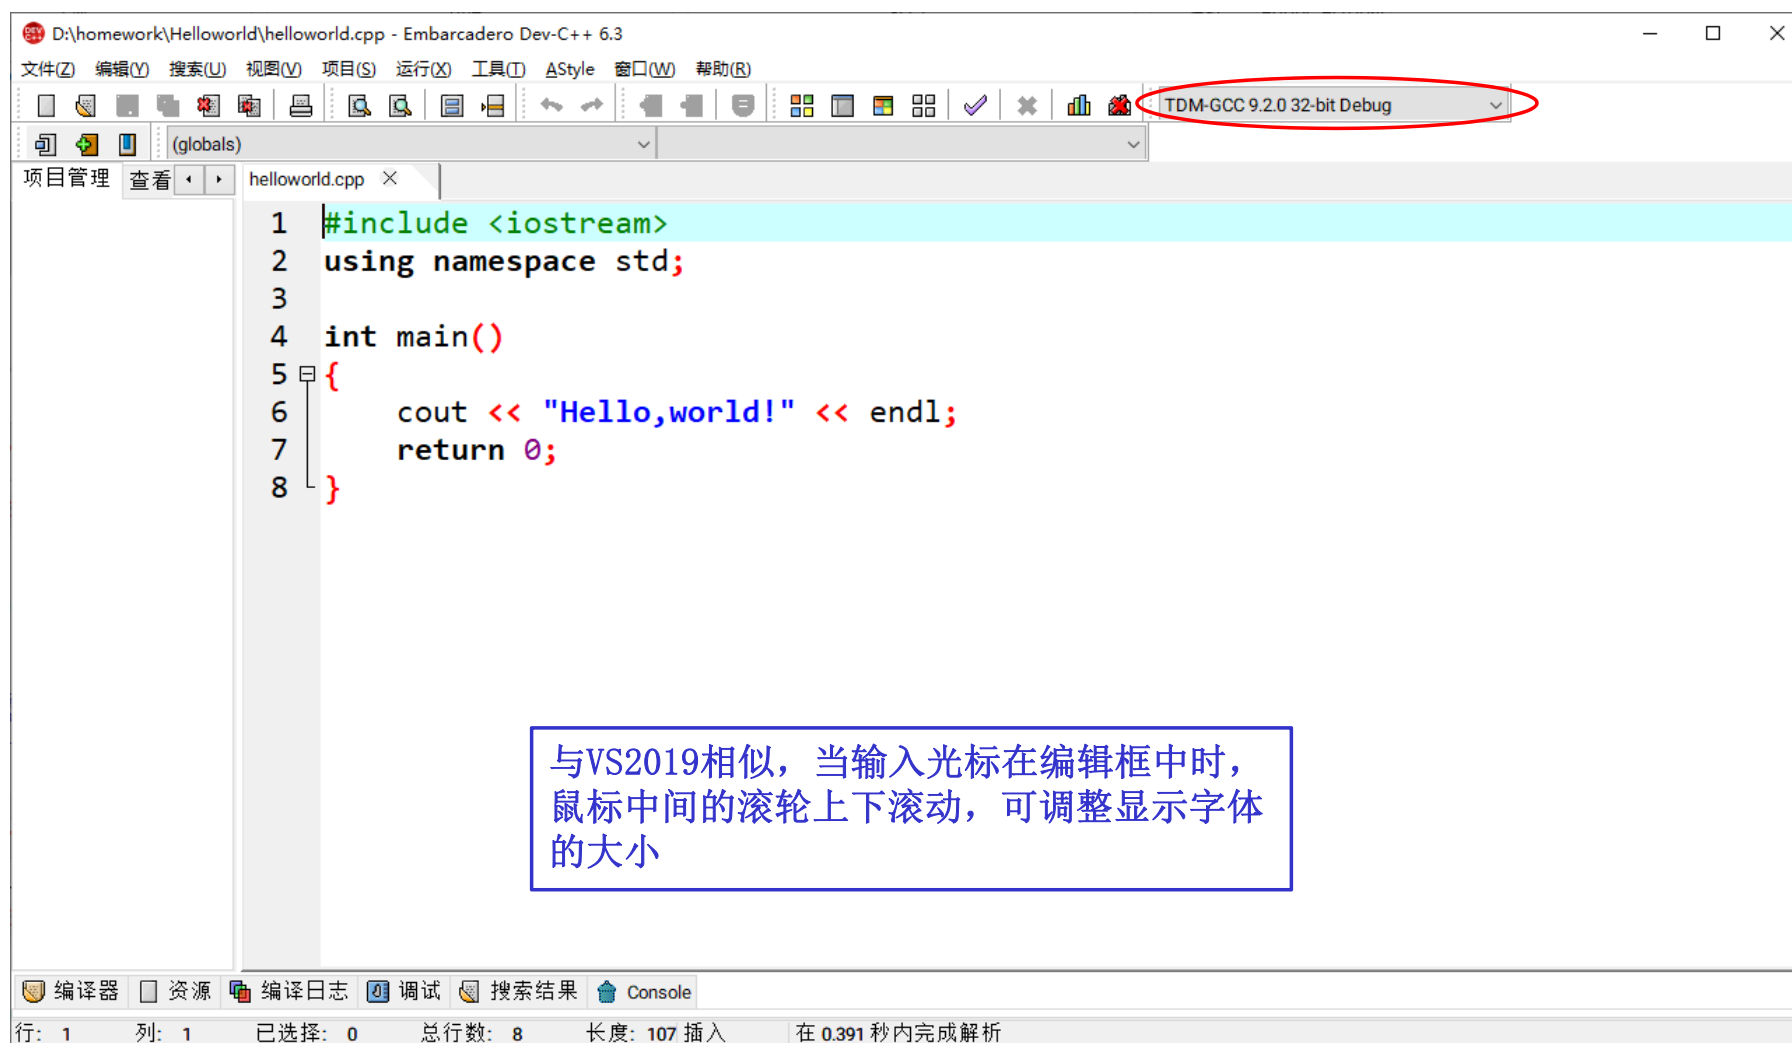 D:\homework\Helloworld\helloworld.cpp - Embarcadero Dev-C++ 6.3
文件(Z) 编辑(Y) 搜索(U) 视图(V) 项目(S) 运行(X) 工具(T) AStyle 窗口(W) 帮助(R)
TDM-GCC 9.2.0 32-bit Debug
(globals)
项目管理 查看 helloworld.cpp
1 #include <iostream>
2 using namespace std;
3
4 int main()
5 {
6 cout << "Hello,world!" << endl;
7 return 0;
8 }
与VS2019相似，当输入光标在编辑框中时，
鼠标中间的滚轮上下滚动，可调整显示字体
的大小
编译器 资源 编译日志 调试 搜索结果 Console
行: 1 列: 1 已选择: 0 总行数: 8 长度: 107 插入 在 0.391 秒内完成解析